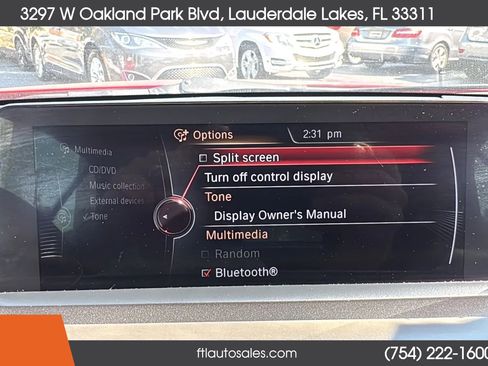 3297 W Oakland Park Blvd, Lauderdale Lakes, FL 33311
Options
2:31 pm
Multimedia
CD/DVD
Music collection
External devices
Tone
Split screen
Turn off control display
Tone
Display Owner's Manual
Multimedia
Random
Bluetooth®
ftlautosales.com
(754) 222-1600